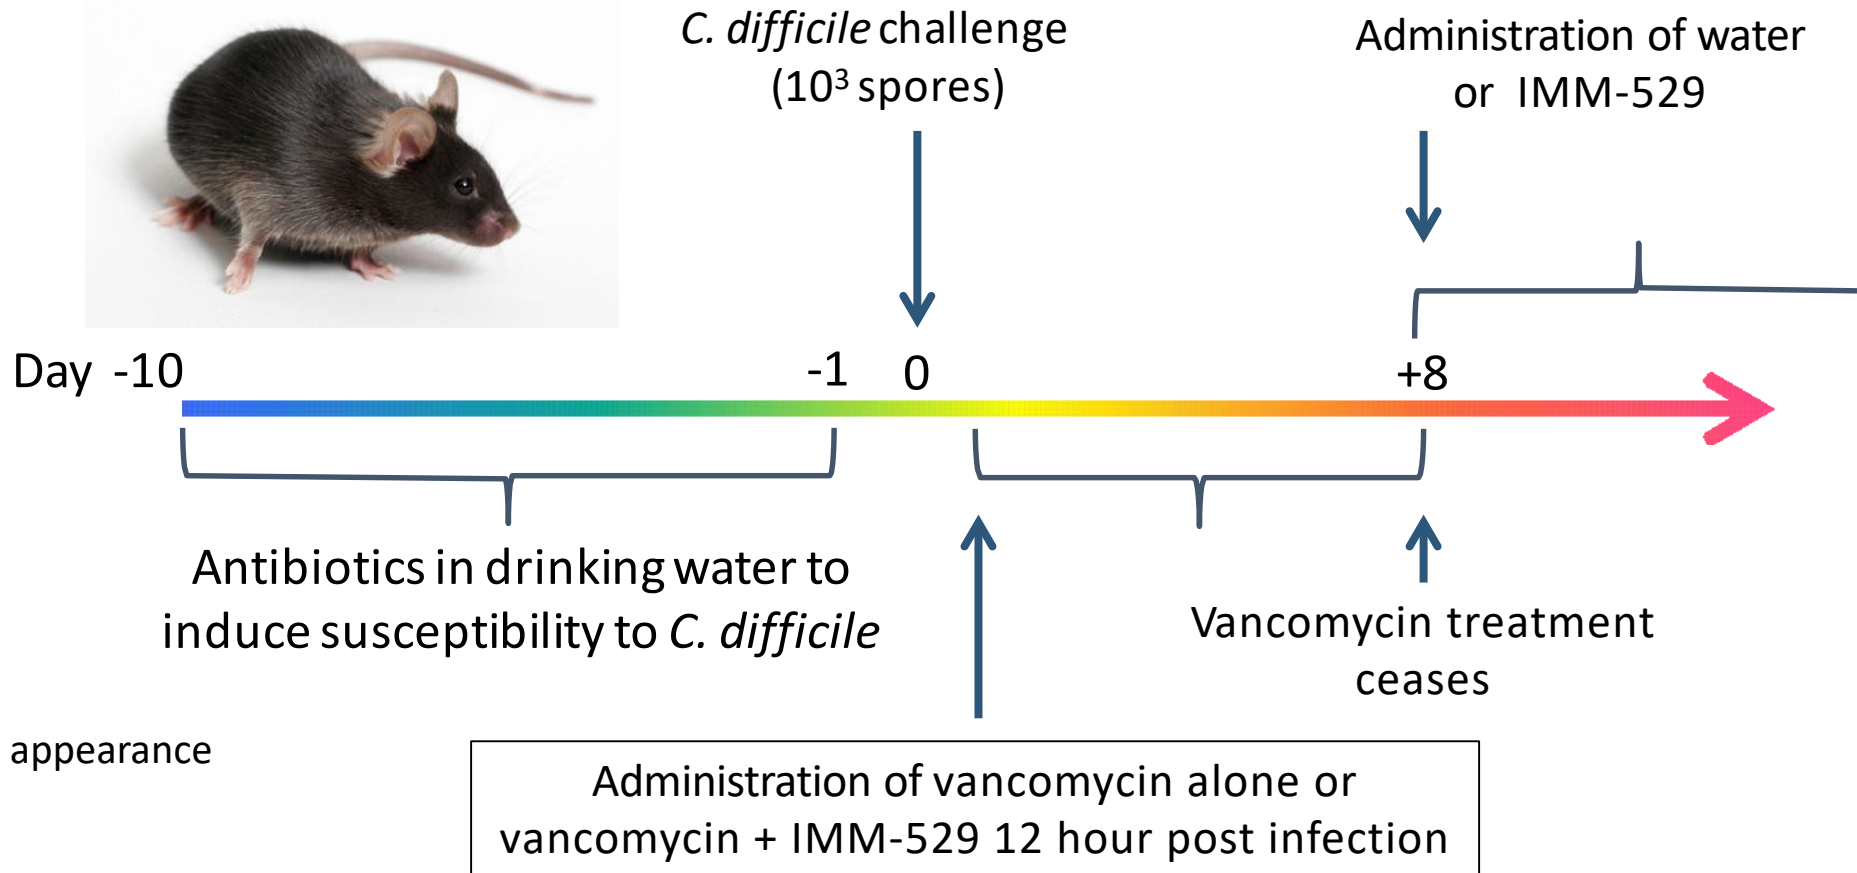 C. difficile challenge
(10³ spores)
Administration of water
or IMM-529
Day -10
-1
0
+8
Antibiotics in drinking water to
induce susceptibility to C. difficile
Vancomycin treatment
ceases
appearance
Administration of vancomycin alone or
vancomycin + IMM-529 12 hour post infection